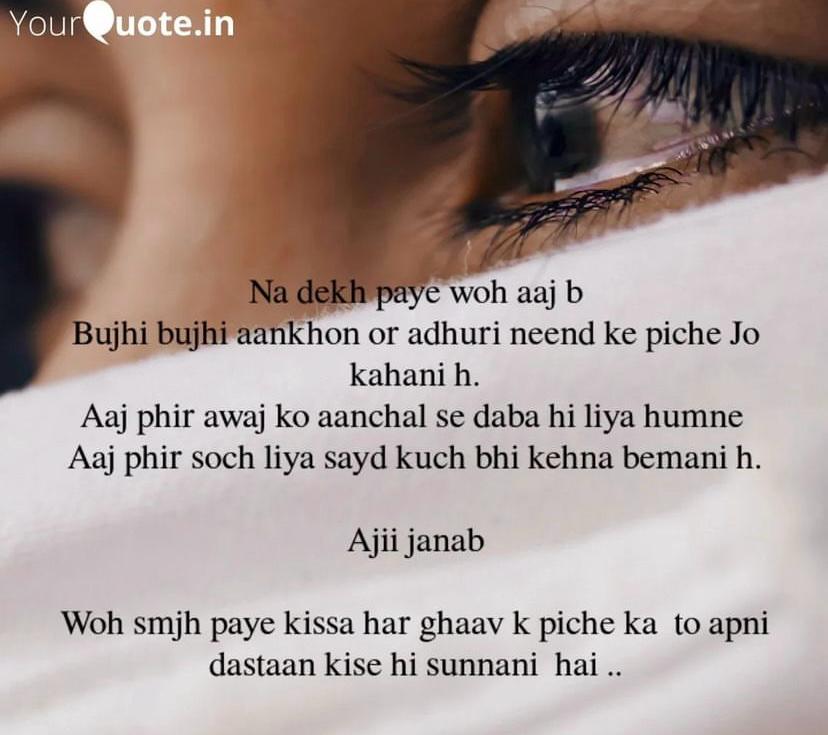 YourQuote.in
Na dekh paye woh aaj b
Bujhi bujhi aankhon or adhuri neend ke piche Jo
kahani h.
Aaj phir awaj ko aanchal se daba hi liya humne
Aaj phir soch liya sayd kuch bhi kehna bemani h.
Ajii janab
Woh smjh paye kissa har ghaav k piche ka to apni
dastaan kise hi sunnani hai ..